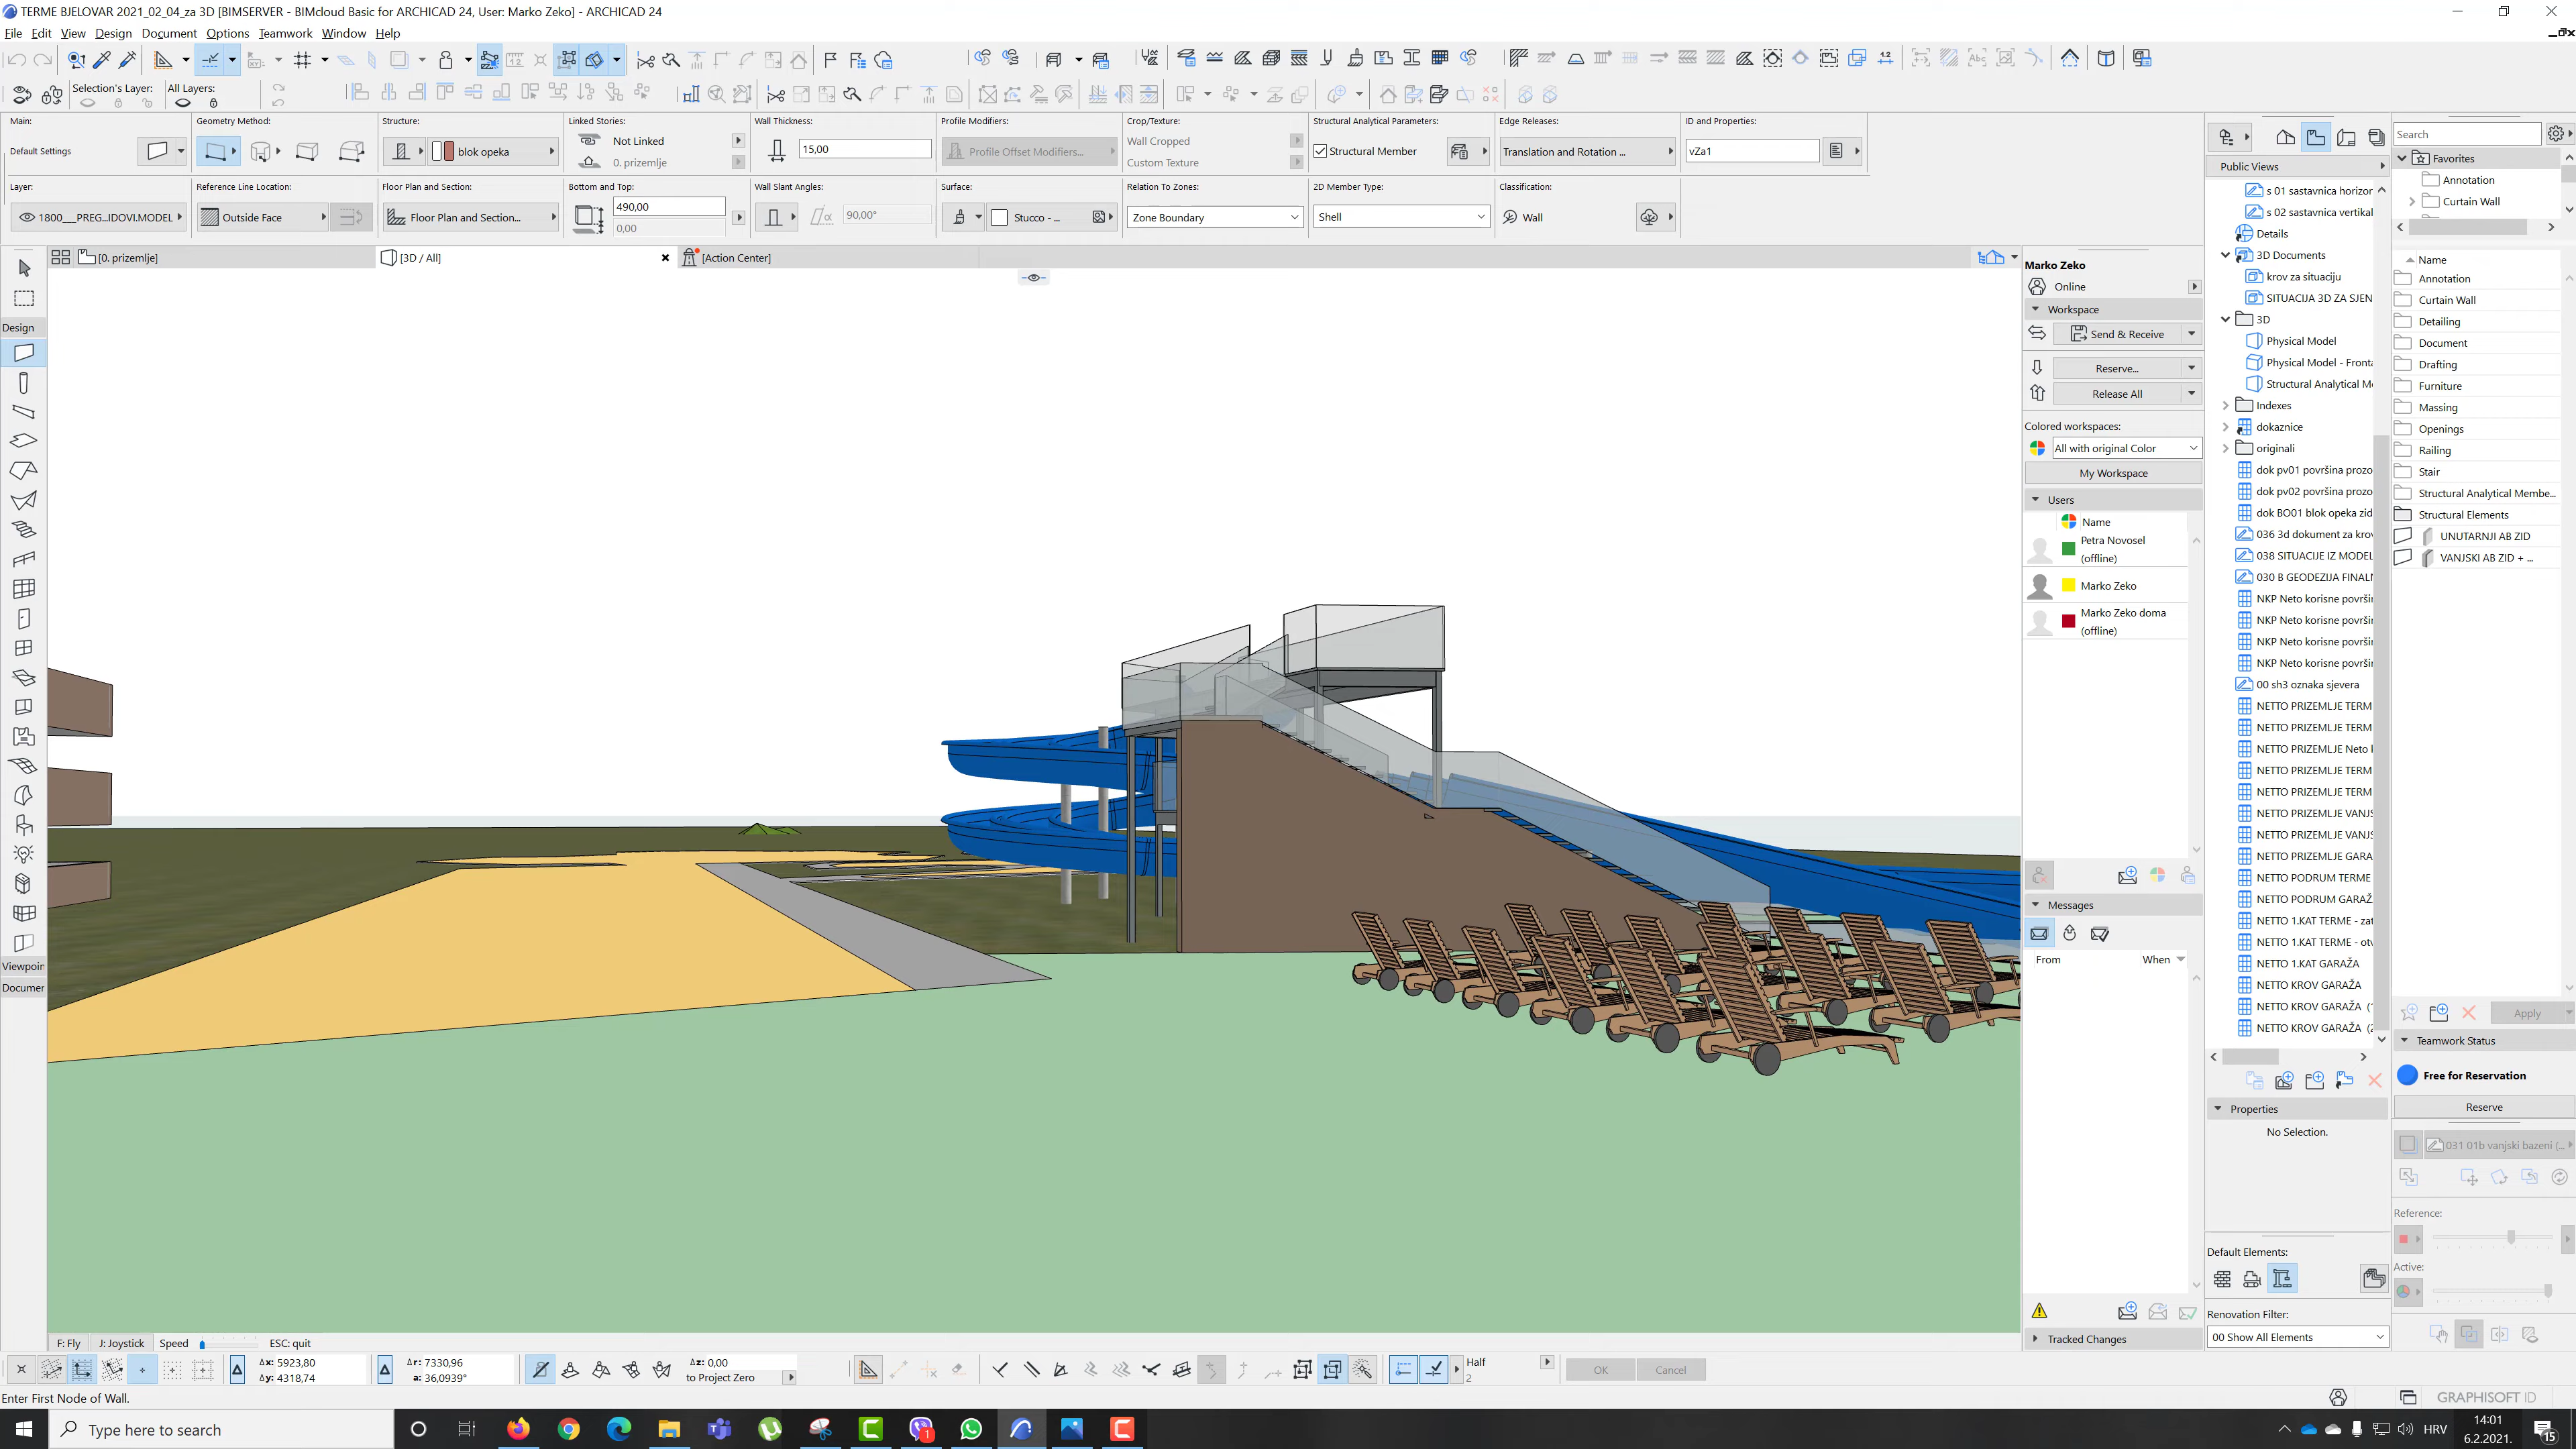 TERME BJELOVAR 2021_02_04_za 3D [BIMSERVER - BIMcloud Basic for ARCHICAD 24, User: Marko Zeko] - ARCHICAD 24
File Edit View Design Document Options Teamwork Window Help
Selection's Layer: All Layers:
Main: Geometry Method: Structure: Linked Stories: Wall Thickness: Profile Modifiers: Crop/Texture: Structural Analytical Parameters: Edge Releases: ID and Properties:
Default Settings blok opeka Not Linked 0. prizemlje 15,00 Profile Offset Modifiers... Wall Cropped Custom Texture Structural Member Translation and Rotation ... vZa1
Layer: Reference Line Location: Floor Plan and Section: Bottom and Top: Wall Slant Angles: Surface: Relation To Zones: 2D Member Type: Classification:
1800___PREG...IDOVI.MODEL Outside Face Floor Plan and Section... 490,00 0,00 90,00° Stucco - ... Zone Boundary Shell Wall
[0. prizemlje] [3D / All] [Action Center]
Design
Viewpoin
Documen
Marko Zeko
Online
Workspace
Send & Receive
Reserve...
Release All
Colored workspaces:
All with original Color
My Workspace
Users
Name
Petra Novosel
(offline)
Marko Zeko
Marko Zeko doma
(offline)
Messages
From When
Tracked Changes
Public Views
s 01 sastavnica horizor
s 02 sastavnica vertikal
Details
3D Documents
krov za situaciju
SITUACIJA 3D ZA SJEN
3D
Physical Model
Physical Model - Fronta
Structural Analytical M
Indexes
dokaznice
originali
dok pv01 površina prozo
dok pv02 površina prozo
dok BO01 blok opeka zid
036 3d dokument za krov
038 SITUACIJE IZ MODEL
030 B GEODEZIJA FINALN
NKP Neto korisne površin
NKP Neto korisne površin
NKP Neto korisne površin
NKP Neto korisne površin
00 sh3 oznaka sjevera
NETTO PRIZEMLJE TERM
NETTO PRIZEMLJE TERM
NETTO PRIZEMLJE Neto
NETTO PRIZEMLJE TERM
NETTO PRIZEMLJE TERM
NETTO PRIZEMLJE VANJS
NETTO PRIZEMLJE VANJS
NETTO PRIZEMLJE GARA
NETTO PODRUM TERME
NETTO PODRUM GARAŽ
NETTO 1.KAT TERME - zat
NETTO 1.KAT TERME - otv
NETTO 1.KAT GARAŽA
NETTO KROV GARAŽA
NETTO KROV GARAŽA (1
NETTO KROV GARAŽA (2
Properties
No Selection.
Default Elements:
Renovation Filter:
00 Show All Elements
Search
Favorites
Annotation
Curtain Wall
Name
Annotation
Curtain Wall
Detailing
Document
Drafting
Furniture
Massing
Openings
Railing
Stair
Structural Analytical Membe...
Structural Elements
UNUTARNJI AB ZID
VANJSKI AB ZID + ...
Apply
Teamwork Status
Free for Reservation
Reserve
031 01b vanjski bazeni (...
Reference:
Active:
F: Fly J: Joystick Speed ESC: quit
Δx: 5923,80 Δr: 7330,96 Δz: 0,00 Half
Δy: 4318,74 a: 36,0939° to Project Zero 2 OK Cancel
Enter First Node of Wall. GRAPHISOFT ID
Type here to search
HRV
14:01
6.2.2021.
15